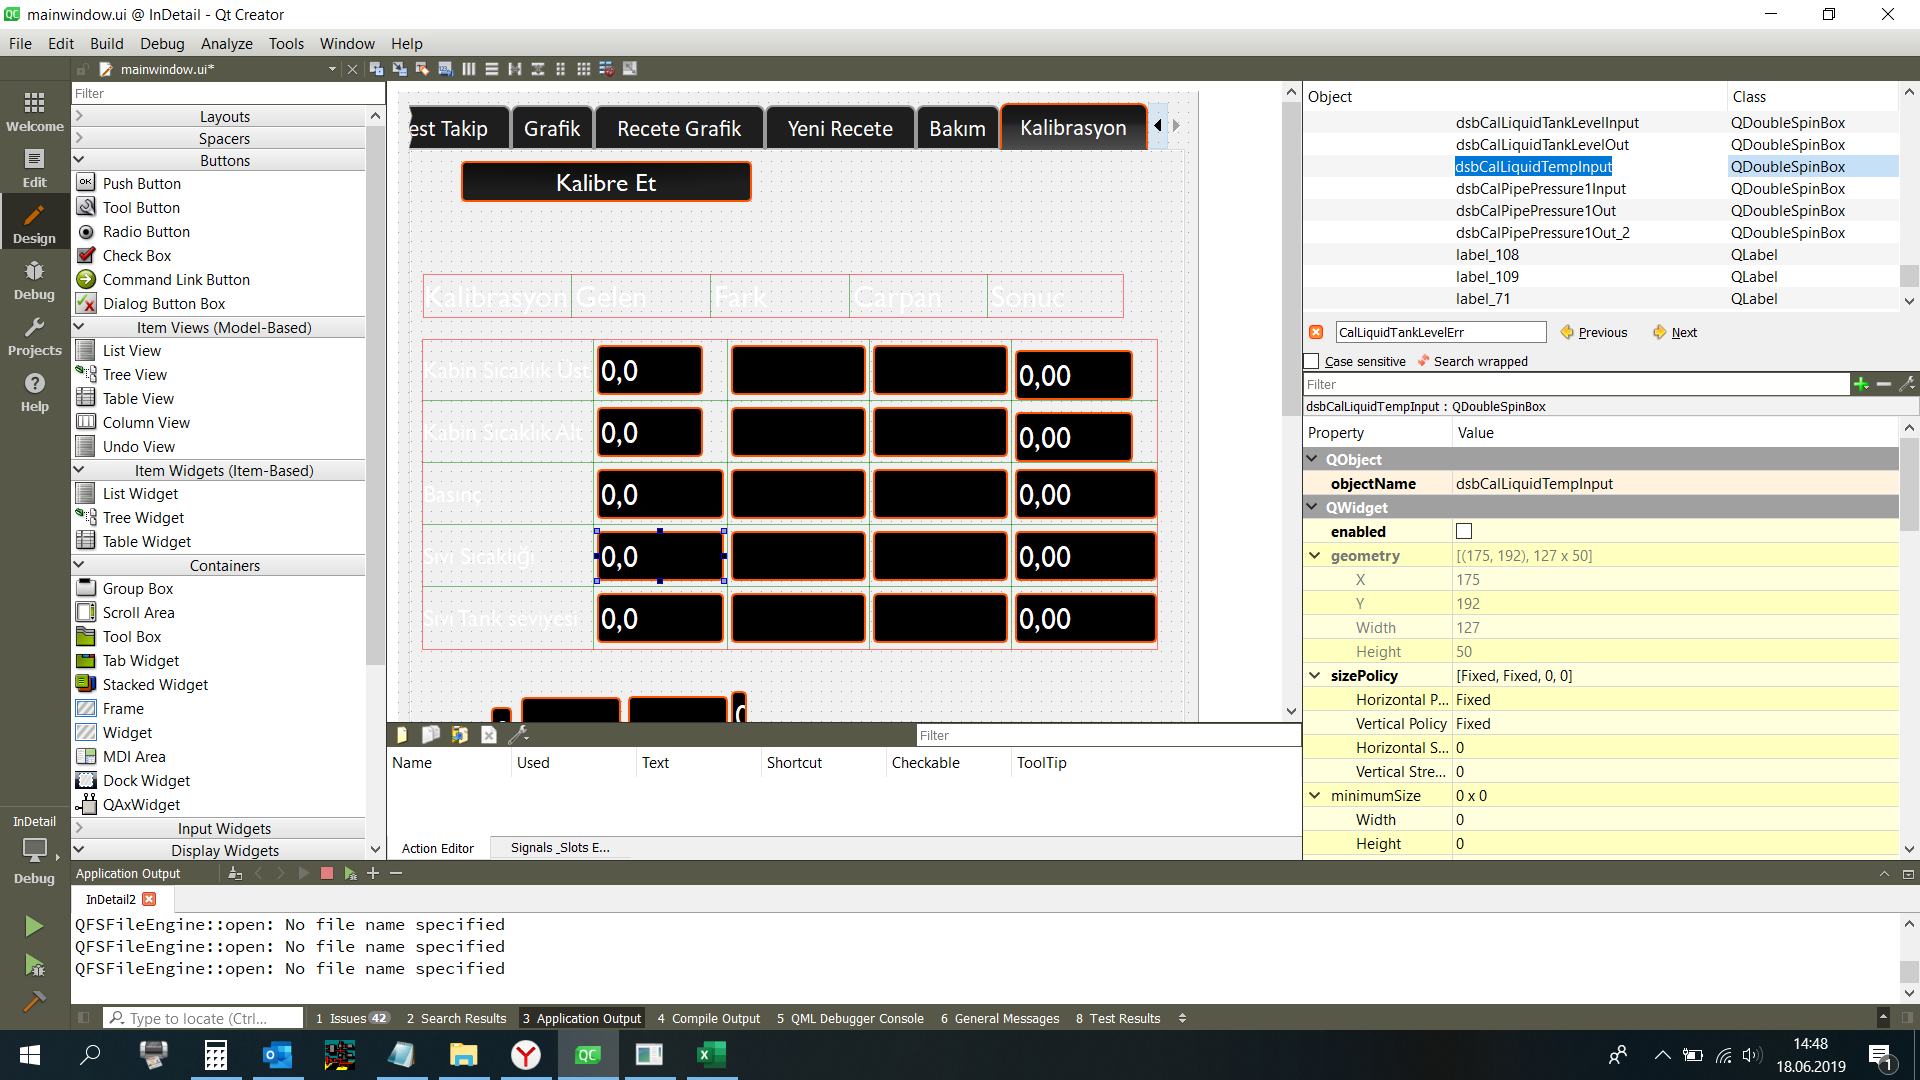 mainwindow.ui @ InDetail - Qt Creator
File Edit Build Debug Analyze Tools Window Help
mainwindow.ui*
Welcome
Edit
Design
Debug
Projects
Help
InDetail
Debug
Filter
Layouts
Spacers
Buttons
Push Button
Tool Button
Radio Button
Check Box
Command Link Button
Dialog Button Box
Item Views (Model-Based)
List View
Tree View
Table View
Column View
Undo View
Item Widgets (Item-Based)
List Widget
Tree Widget
Table Widget
Containers
Group Box
Scroll Area
Tool Box
Tab Widget
Stacked Widget
Frame
Widget
MDI Area
Dock Widget
QAxWidget
Input Widgets
Display Widgets
est Takip Grafik Recete Grafik Yeni Recete Bakım Kalibrasyon
Kalibre Et
Kalibrasyon Gelen Fark Carpan Sonuc
Kabin Sıcaklık Üst 0,0 0,00
Kabin Sıcaklık Alt 0,0 0,00
Basınç 0,0 0,00
Sıvı Sıcaklığı 0,0 0,00
Sıvı Tank seviyesi 0,0 0,00
Filter
Name Used Text Shortcut Checkable ToolTip
Action Editor Signals _Slots E...
Object Class
dsbCalLiquidTankLevelInput QDoubleSpinBox
dsbCalLiquidTankLevelOut QDoubleSpinBox
dsbCalLiquidTempInput QDoubleSpinBox
dsbCalPipePressure1Input QDoubleSpinBox
dsbCalPipePressure1Out QDoubleSpinBox
dsbCalPipePressure1Out_2 QDoubleSpinBox
label_108 QLabel
label_109 QLabel
label_71 QLabel
CalLiquidTankLevelErr Previous Next
Case sensitive Search wrapped
Filter
dsbCalLiquidTempInput : QDoubleSpinBox
Property Value
QObject
objectName dsbCalLiquidTempInput
QWidget
enabled
geometry [(175, 192), 127 x 50]
X 175
Y 192
Width 127
Height 50
sizePolicy [Fixed, Fixed, 0, 0]
Horizontal P... Fixed
Vertical Policy Fixed
Horizontal S... 0
Vertical Stre... 0
minimumSize 0 x 0
Width 0
Height 0
Application Output
InDetail2
QFSFileEngine::open: No file name specified
QFSFileEngine::open: No file name specified
QFSFileEngine::open: No file name specified
Type to locate (Ctrl... 1 Issues 42 2 Search Results 3 Application Output 4 Compile Output 5 QML Debugger Console 6 General Messages 8 Test Results
14:48
18.06.2019
1